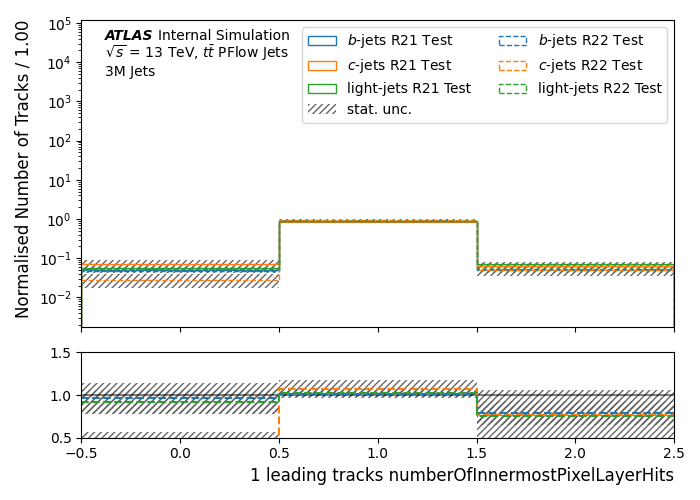 10⁵
10⁴
10³
10²
10¹
10⁰
10⁻¹
10⁻²
Normalised Number of Tracks / 1.00
ATLAS Internal Simulation
√s = 13 TeV, tt̄ PFlow Jets
3M Jets
b-jets R21 Test
c-jets R21 Test
light-jets R21 Test
stat. unc.
b-jets R22 Test
c-jets R22 Test
light-jets R22 Test
1.5
1.0
0.5
−0.5 0.0 0.5 1.0 1.5 2.0 2.5
1 leading tracks numberOfInnermostPixelLayerHits